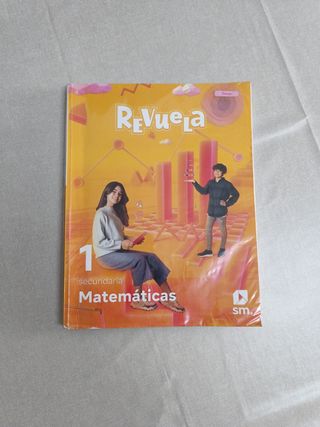 REVUELA
1
secundaria
Matemáticas
sm